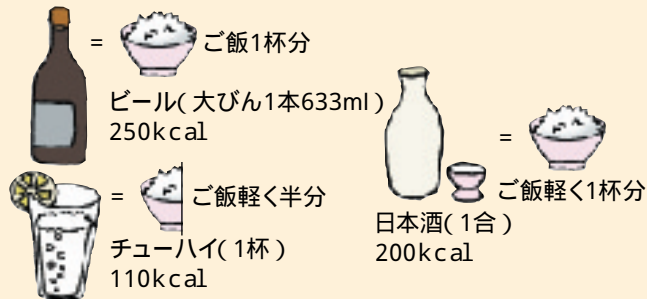 = ご飯1杯分
ビール(大びん1本633ml)
250kcal
= ご飯軽く半分
チューハイ(1杯)
110kcal
= ご飯軽く1杯分
日本酒(1合)
200kcal